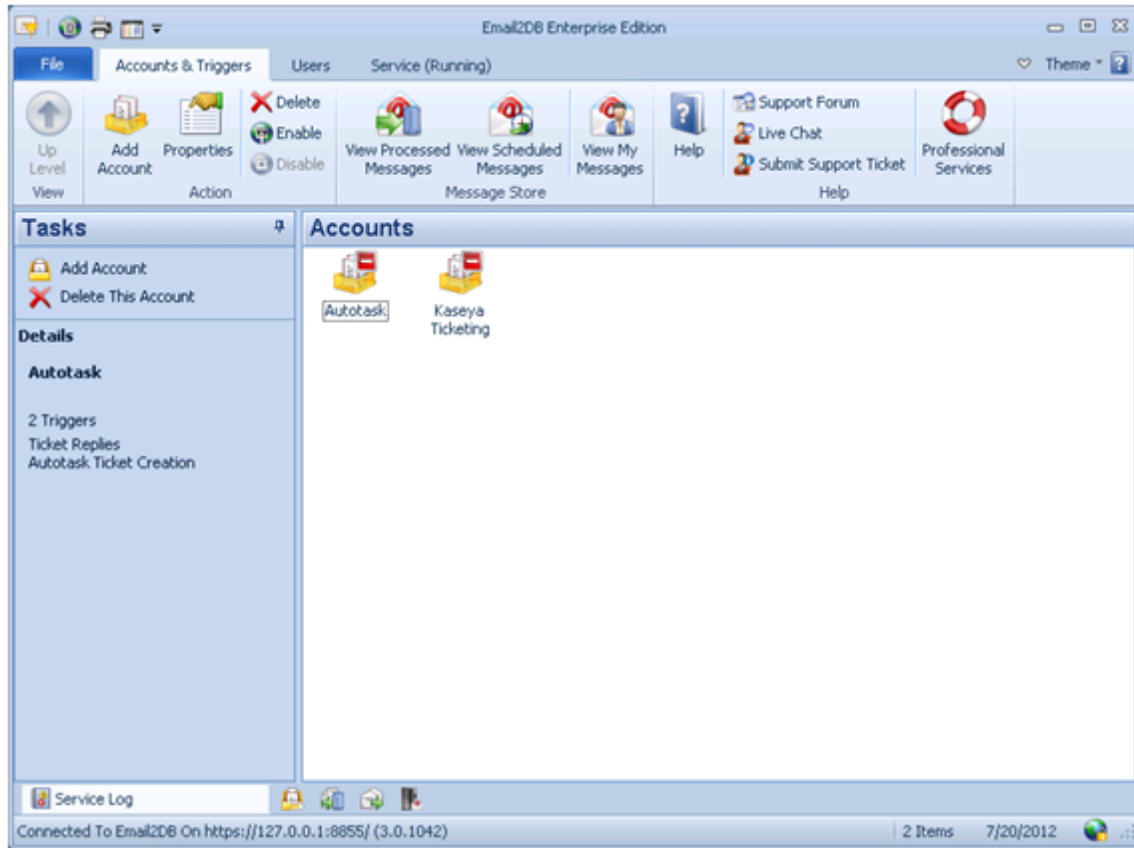 Email2DB Enterprise Edition
File Accounts & Triggers Users Service (Running) Theme
Up Level
Add Account
Properties
Delete
Enable
Disable
View Processed Messages
View Scheduled Messages
View My Messages
Help
Support Forum
Live Chat
Submit Support Ticket
Professional Services
View Action Message Store Help
Tasks
Add Account
Delete This Account
Details
Autotask
2 Triggers
Ticket Replies
Autotask Ticket Creation
Accounts
Autotask
Kaseya
Ticketing
Service Log
Connected To Email2DB On https://127.0.0.1:8855/ (3.0.1042) 2 Items 7/20/2012